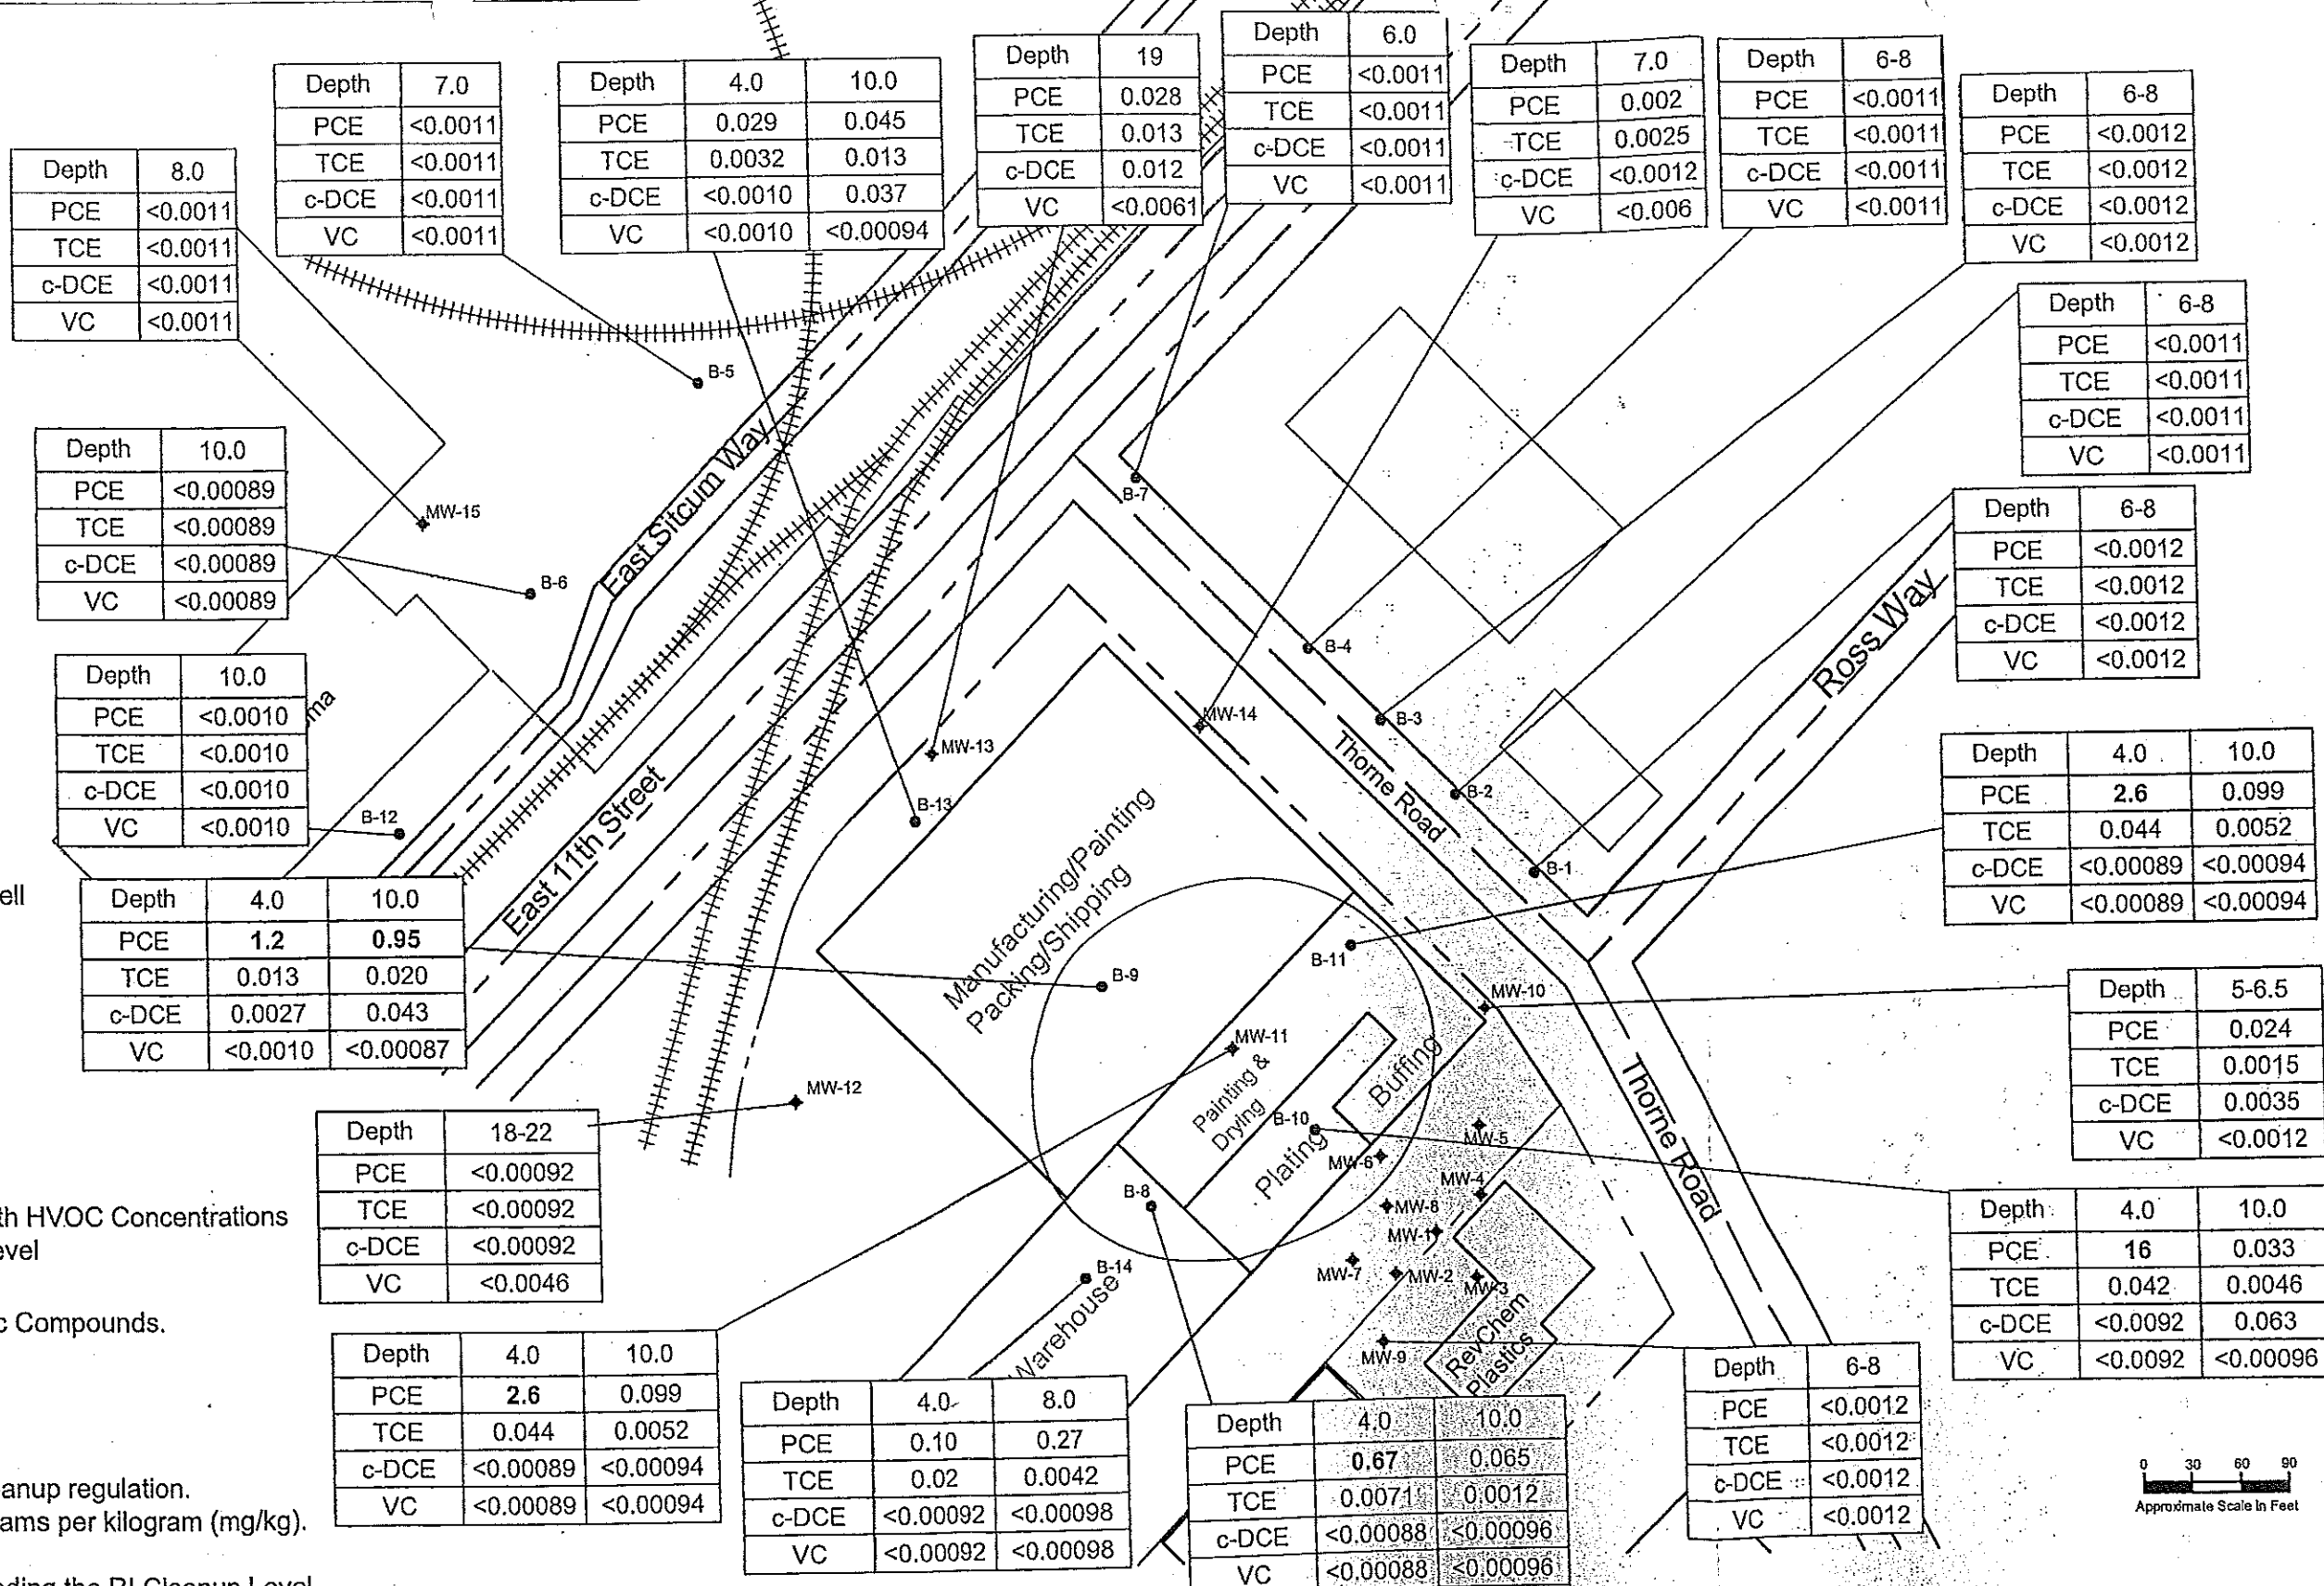 Depth 8.0
PCE <0.0011
TCE <0.0011
c-DCE <0.0011
VC <0.0011
Depth 7.0
PCE <0.0011
TCE <0.0011
c-DCE <0.0011
VC <0.0011
Depth 4.0 10.0
PCE 0.029 0.045
TCE 0.0032 0.013
c-DCE <0.0010 0.037
VC <0.0010 <0.00094
Depth 19
PCE 0.028
TCE 0.013
c-DCE 0.012
VC <0.0061
Depth 6.0
PCE <0.0011
TCE <0.0011
c-DCE <0.0011
VC <0.0011
Depth 7.0
PCE 0.002
TCE 0.0025
c-DCE <0.0012
VC <0.006
Depth 6-8
PCE <0.0011
TCE <0.0011
c-DCE <0.0011
VC <0.0011
Depth 6-8
PCE <0.0012
TCE <0.0012
c-DCE <0.0012
VC <0.0012
Depth 6-8
PCE <0.0011
TCE <0.0011
c-DCE <0.0011
VC <0.0011
Depth 6-8
PCE <0.0012
TCE <0.0012
c-DCE <0.0012
VC <0.0012
Depth 10.0
PCE <0.00089
TCE <0.00089
c-DCE <0.00089
VC <0.00089
Depth 10.0
PCE <0.0010
TCE <0.0010
c-DCE <0.0010
VC <0.0010
ma
B-5
MW-15
B-6
B-12
East Sitcum Way
East 11th Street
B-7
B-4
B-3
B-2
B-1
MW-14
MW-13
B-13
Thorne Road
Ross Way
Depth 4.0 10.0
PCE 2.6 0.099
TCE 0.044 0.0052
c-DCE <0.00089 <0.00094
VC <0.00089 <0.00094
ell
Depth 4.0 10.0
PCE 1.2 0.95
TCE 0.013 0.020
c-DCE 0.0027 0.043
VC <0.0010 <0.00087
Manufacturing/Painting
Packing/Shipping
B-9
B-11
MW-10
MW-11
MW-12
Painting &
Drying
Buffing
B-10
Plating
MW-5
MW-6
MW-4
MW-8
MW-1
MW-7
MW-2
MW-3
MW-9
B-8
B-14
Warehouse
RevChem
Plastics
Thorne Road
Depth 5-6.5
PCE 0.024
TCE 0.0015
c-DCE 0.0035
VC <0.0012
Depth 4.0 10.0
PCE 16 0.033
TCE 0.042 0.0046
c-DCE <0.0092 0.063
VC <0.0092 <0.00096
Depth 18-22
PCE <0.00092
TCE <0.00092
c-DCE <0.00092
VC <0.0046
th HVOC Concentrations
evel
c Compounds.
Depth 4.0 10.0
PCE 2.6 0.099
TCE 0.044 0.0052
c-DCE <0.00089 <0.00094
VC <0.00089 <0.00094
Depth 4.0 8.0
PCE 0.10 0.27
TCE 0.02 0.0042
c-DCE <0.00092 <0.00098
VC <0.00092 <0.00098
Depth 4.0 10.0
PCE 0.67 0.065
TCE 0.0071 0.0012
c-DCE <0.00088 <0.00096
VC <0.00088 <0.00096
Depth 6-8
PCE <0.0012
TCE <0.0012
c-DCE <0.0012
VC <0.0012
0 30 60 90
Approximate Scale In Feet
anup regulation.
ams per kilogram (mg/kg).
eding the RI Cleanup Level